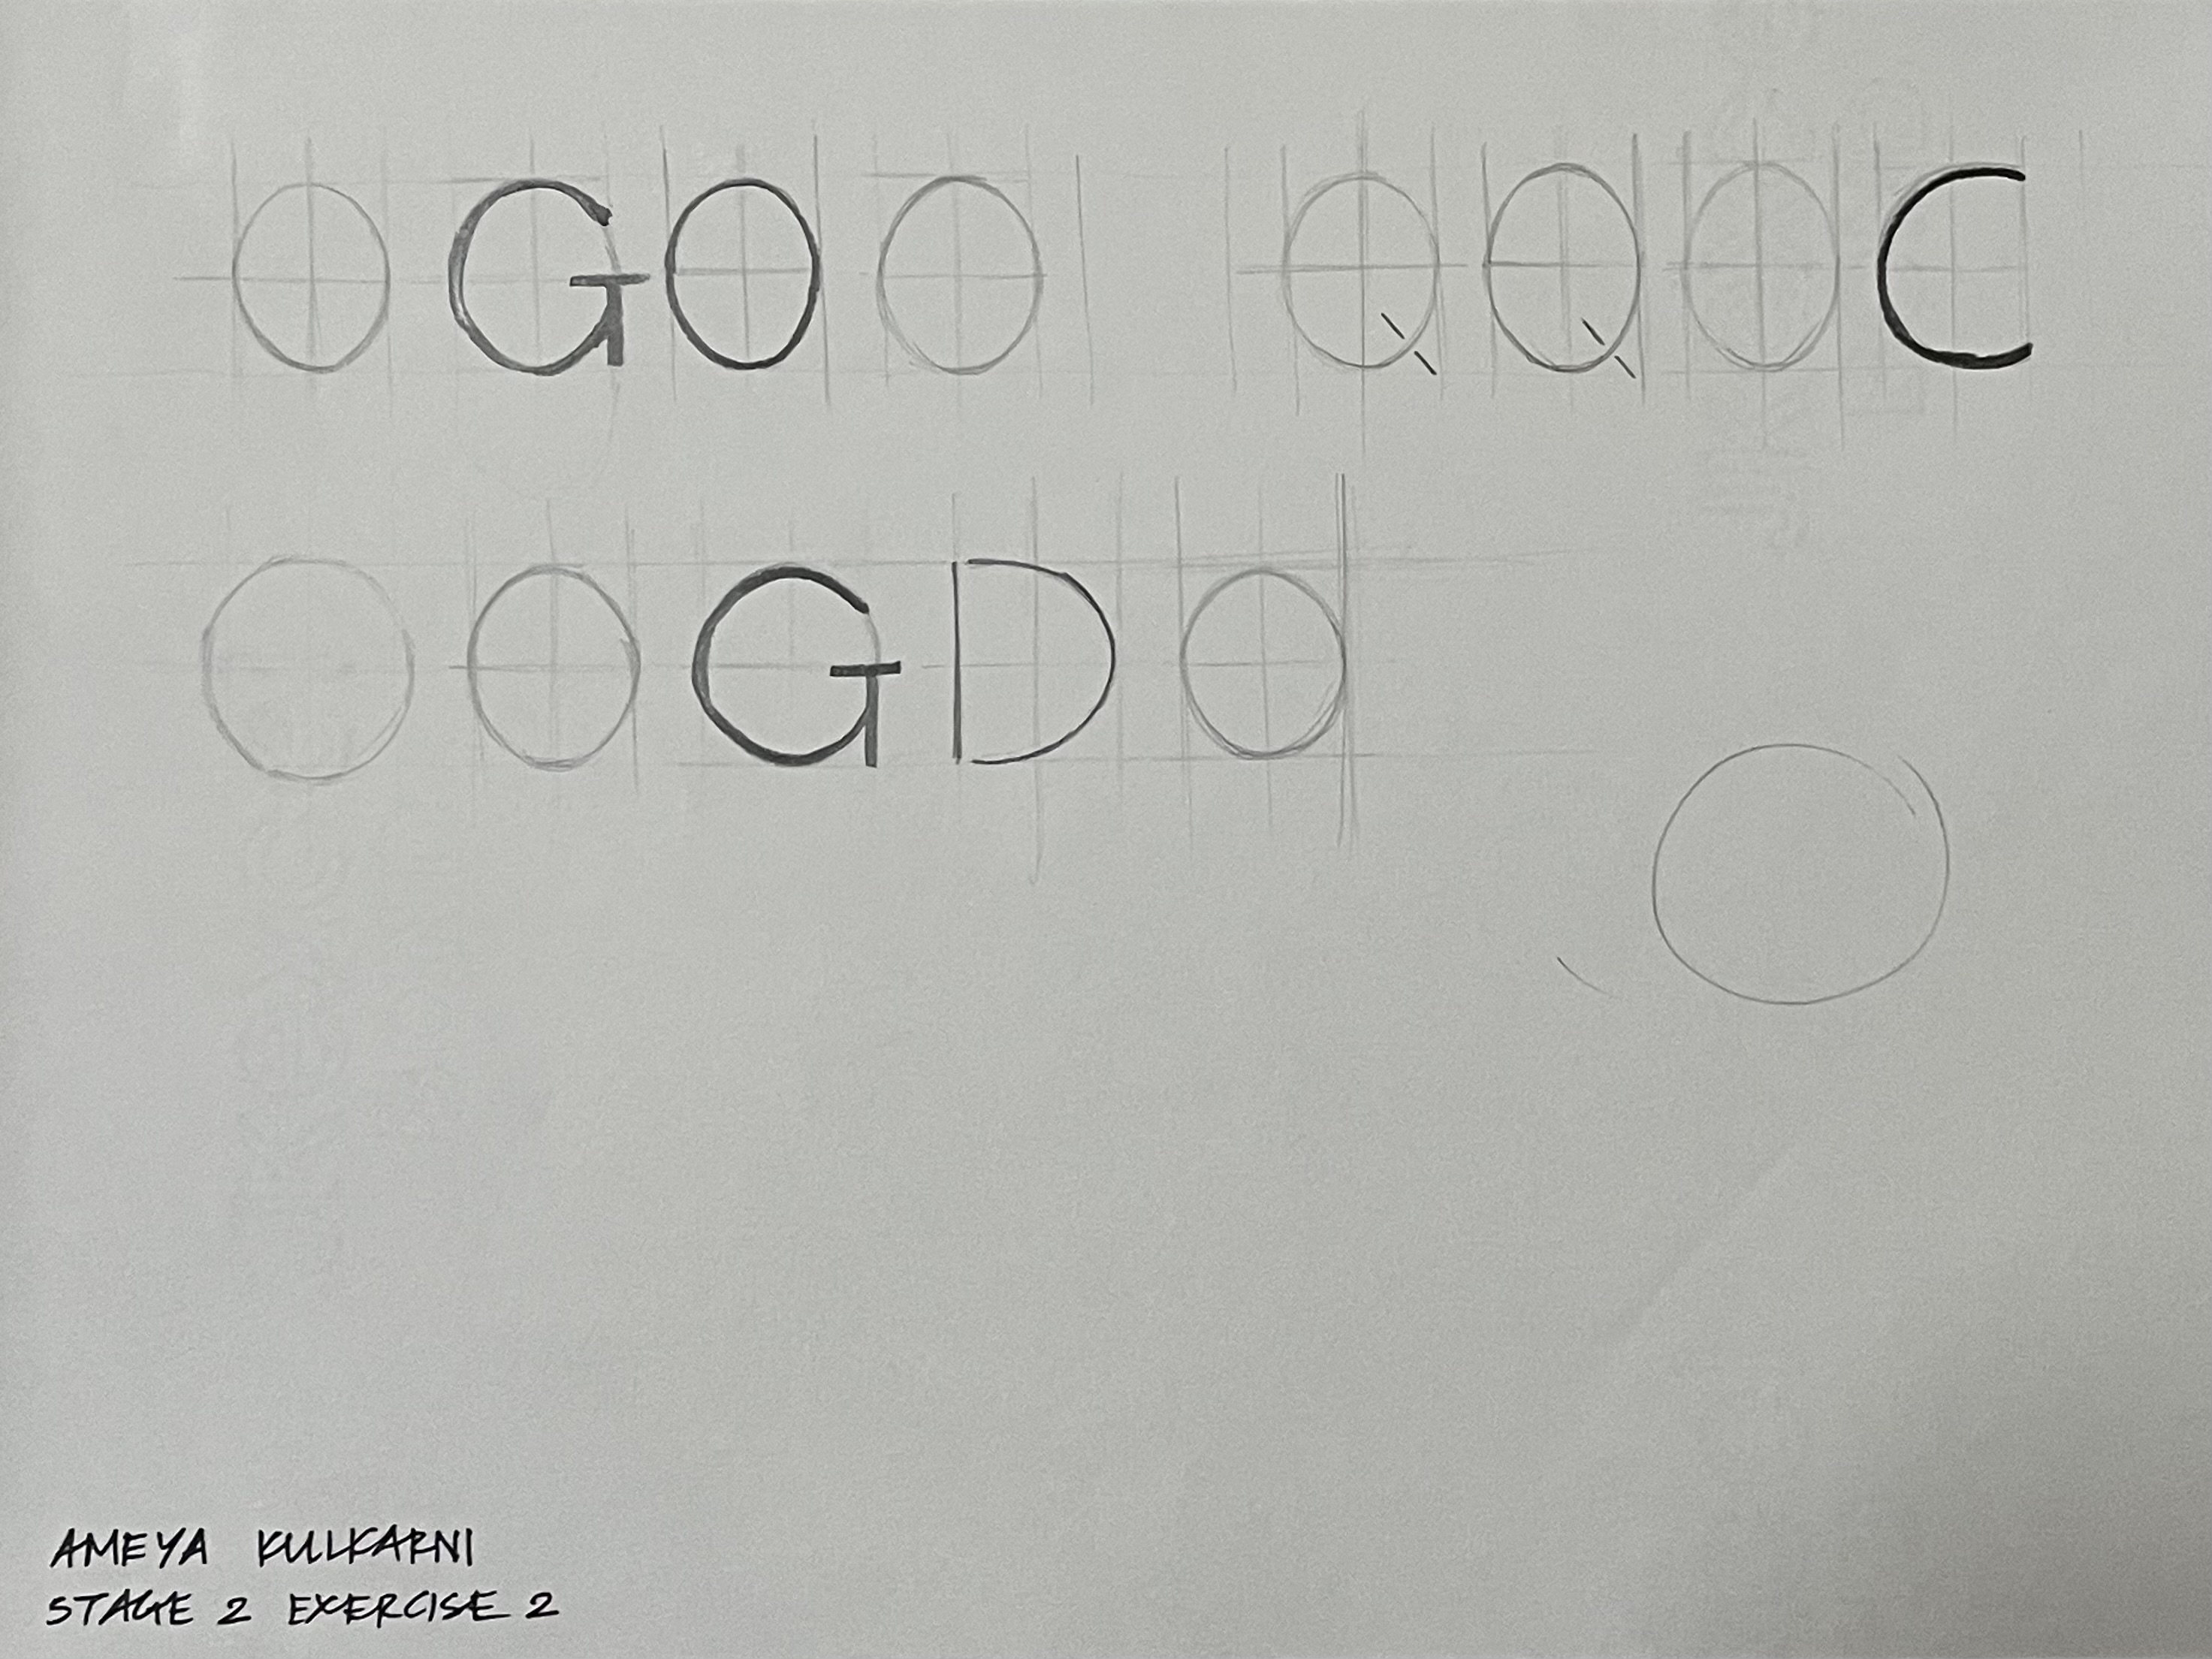 O G O O Q Q O C
O O G D O
AMEYA KULKARNI
STAGE 2 EXERCISE 2